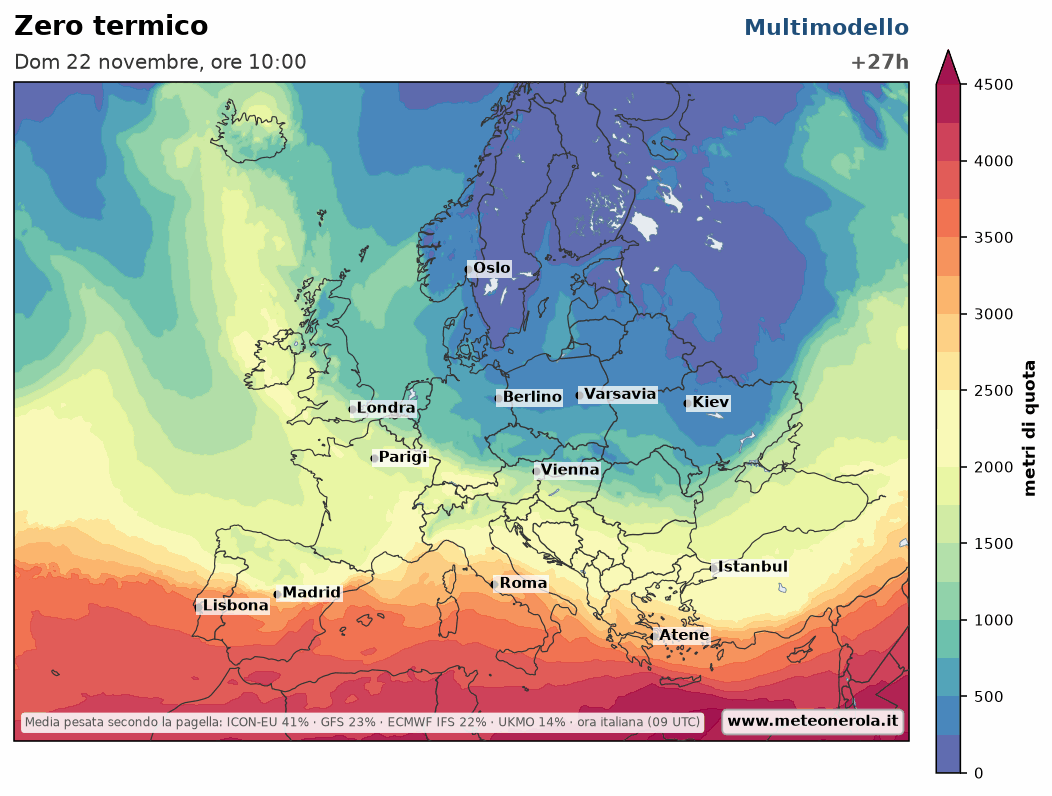 Zero termico
Multimodello
Dom 22 novembre, ore 10:00
+27h
4500
4000
3500
3000
2500
2000
1500
1000
500
0
metri di quota
Oslo
Londra
Berlino
Varsavia
Kiev
Parigi
Vienna
Istanbul
Roma
Madrid
Lisbona
Atene
Media pesata secondo la pagella: ICON-EU 41% · GFS 23% · ECMWF IFS 22% · UKMO 14% · ora italiana (09 UTC)
www.meteonerola.it